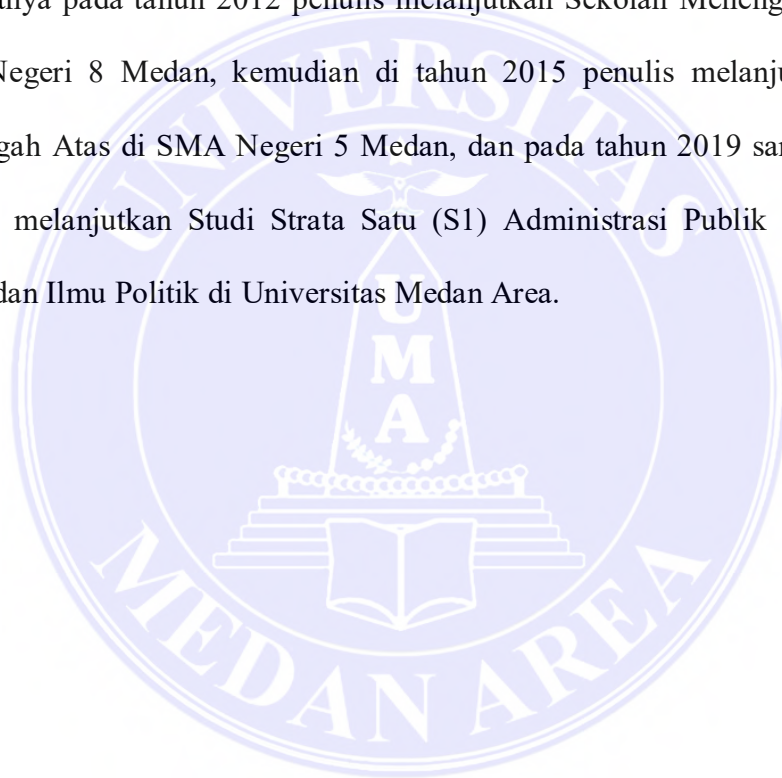 pada tahun 2012 penulis melanjutkan Sekolah
Negeri 8 Medan, kemudian di tahun 2015 penulis
Atas di SMA Negeri 5 Medan, dan pada tahun 2019
melanjutkan Studi Strata Satu (S1) Administrasi Publik
dan Ilmu Politik di Universitas Medan Area.
UNIVERSITAS
U
M
A
MEDAN AREA